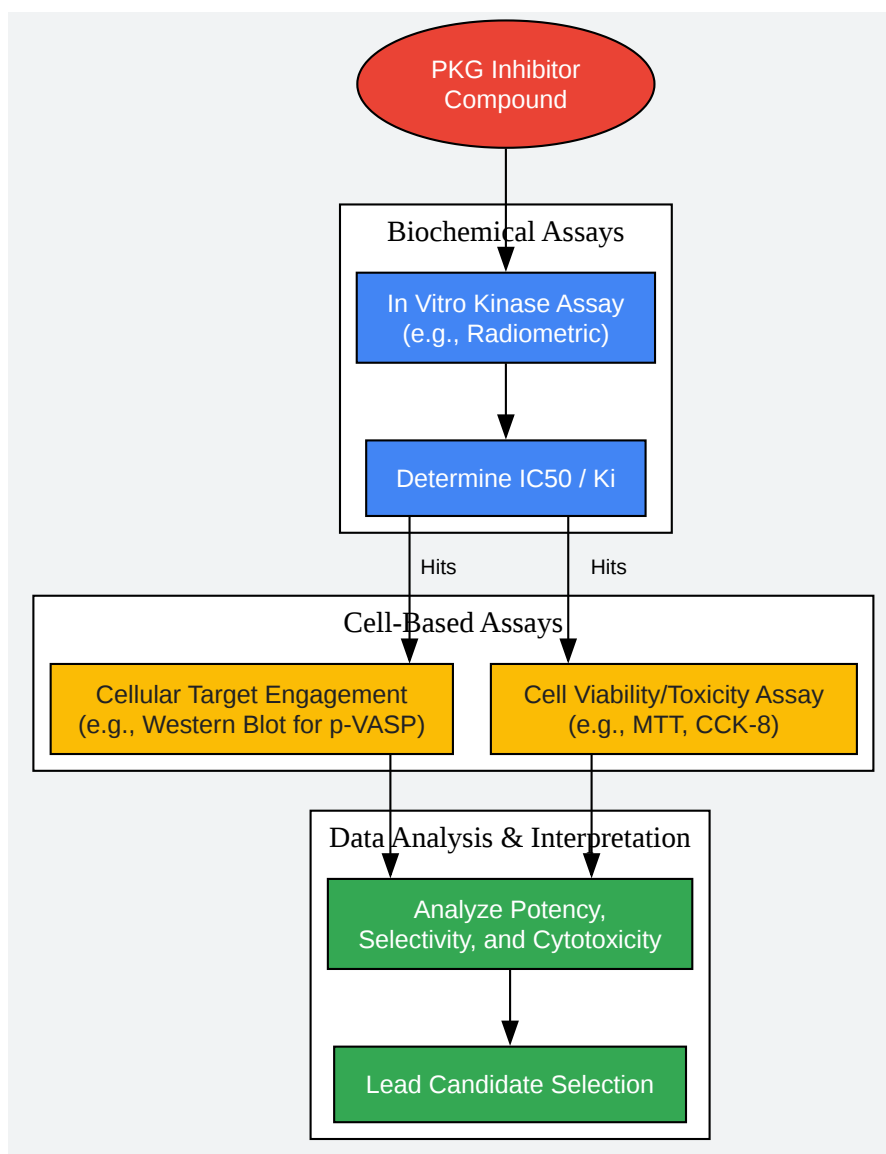 PKG Inhibitor
Compound
Biochemical Assays
In Vitro Kinase Assay
(e.g., Radiometric)
Determine IC50 / Ki
Hits
Hits
Cell-Based Assays
Cellular Target Engagement
(e.g., Western Blot for p-VASP)
Cell Viability/Toxicity Assay
(e.g., MTT, CCK-8)
Data Analysis & Interpretation
Analyze Potency,
Selectivity, and Cytotoxicity
Lead Candidate Selection